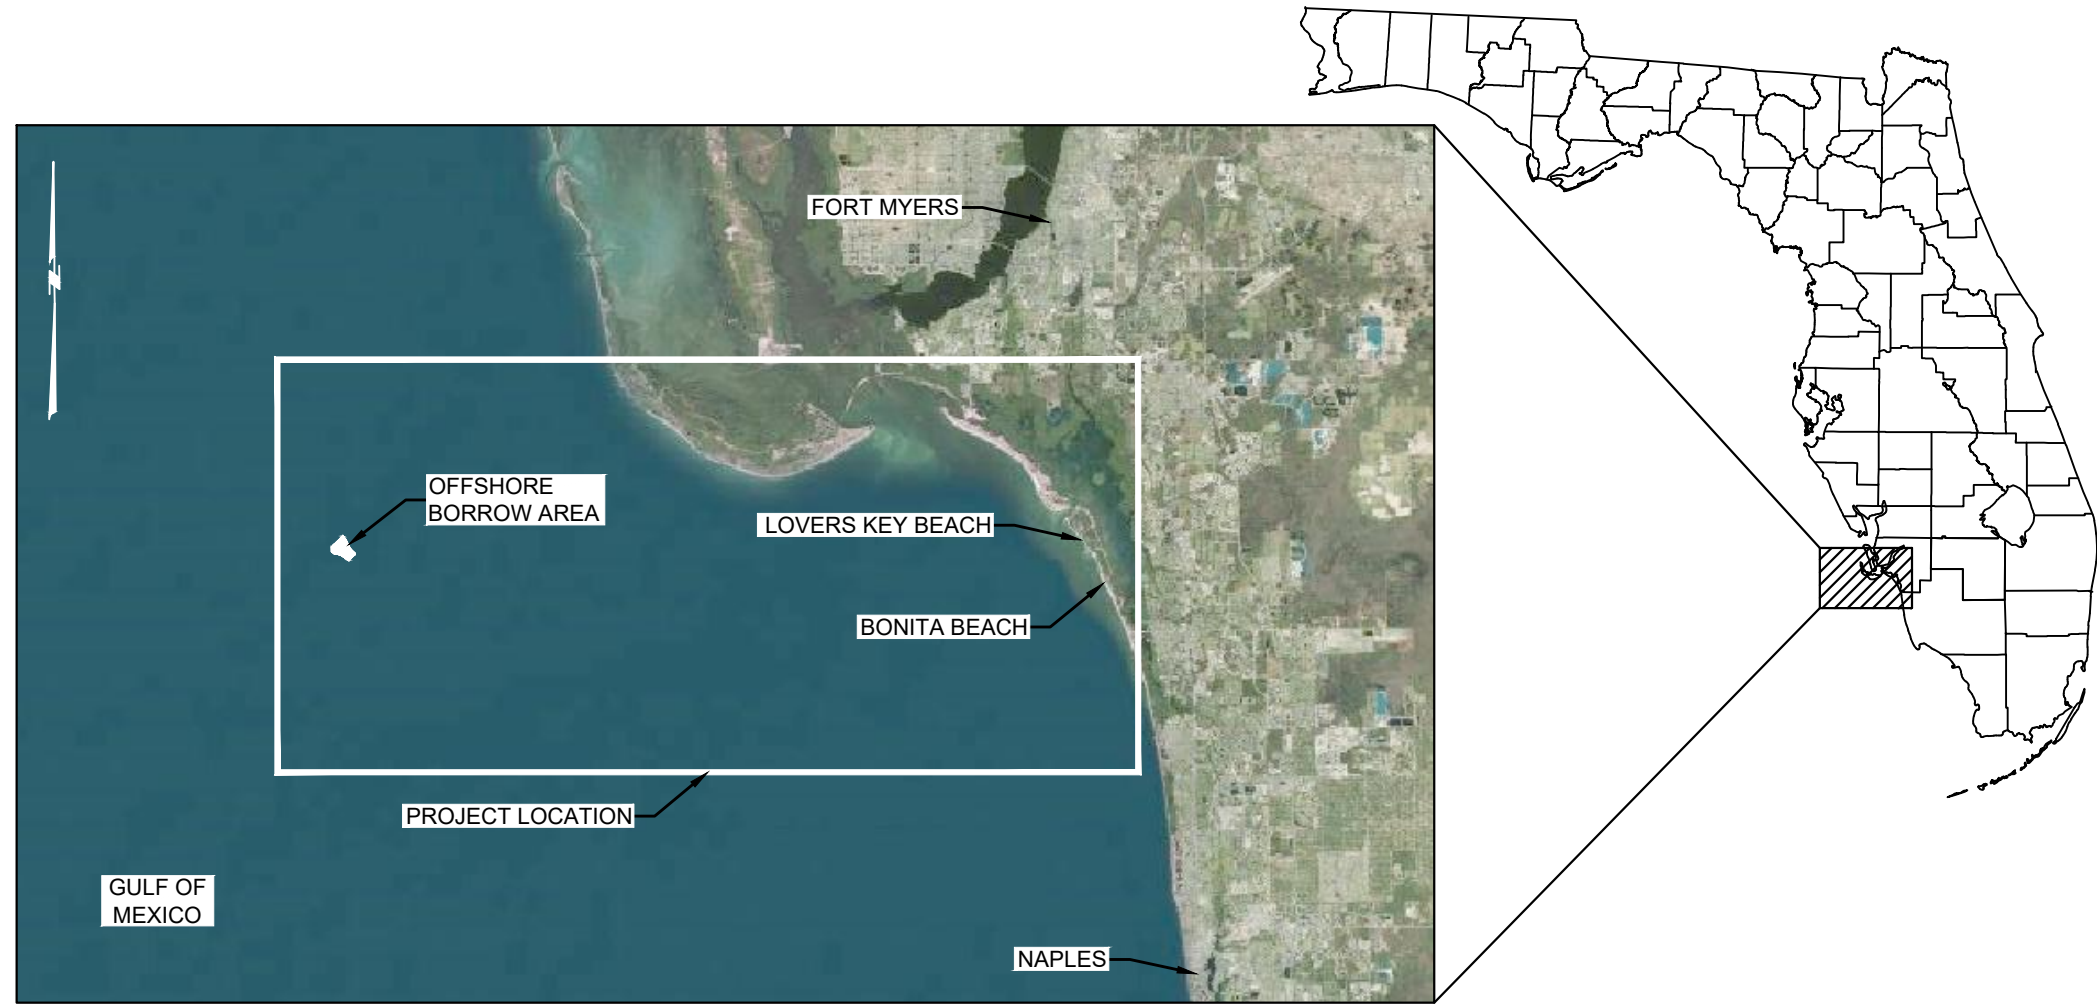 FORT MYERS
OFFSHORE
BORROW AREA
LOVERS KEY BEACH
BONITA BEACH
PROJECT LOCATION
GULF OF
MEXICO
NAPLES